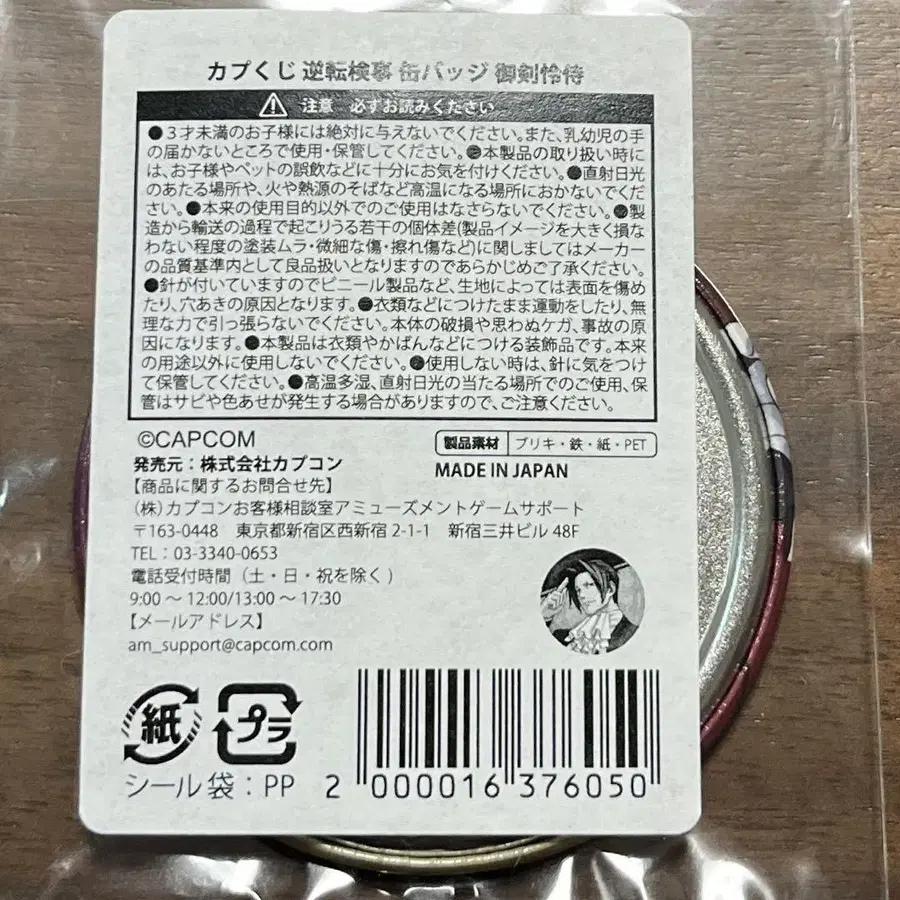 カプくじ 逆転検事 缶バッジ 御剣怜侍
注意 必ずお読みください
●3才未満のお子様には絶対に与えないでください。また、乳幼児の手
の届かないところで使用・保管してください。●本製品の取り扱い時に
は、お子様やペットの誤飲などに十分にお気を付けください。●直射日光
のあたる場所や、火や熱源のそばなど高温になる場所におかないでくだ
さい。●本来の使用目的以外でのご使用はなさらないでください。●製
造から輸送の過程で起こりうる若干の個体差(製品イメージを大きく損な
わない程度の塗装ムラ・微細な傷・擦れ傷など)に関しましてはメーカー
の品質基準内として良品扱いとなりますのであらかじめご了承ください。
●針が付いていますのでビニール製品など、生地によっては表面を傷め
たり、穴あきの原因となります。●衣類などにつけたまま運動をしたり、無
理な力で引っ張らないでください。本体の破損や思わぬケガ、事故の原
因になります。●本製品は衣類やかばんなどにつける装飾品です。本来
の用途以外に使用しないでください。●使用しない時は、針に気をつけ
て保管してください。●高温多湿、直射日光の当たる場所でのご使用、保
管はサビや色あせが発生する場合がありますので、ご注意ください。
©CAPCOM
製品素材 ブリキ・鉄・紙・PET
発売元：株式会社カプコン
MADE IN JAPAN
【商品に関するお問合せ先】
(株)カプコンお客様相談室アミューズメントゲームサポート
〒163-0448 東京都新宿区西新宿 2-1-1 新宿三井ビル 48F
TEL：03-3340-0653
電話受付時間（土・日・祝を除く）
9:00 ～ 12:00/13:00 ～ 17:30
【メールアドレス】
am_support@capcom.com
紙 プラ
シール 袋：PP
2 000016 376050